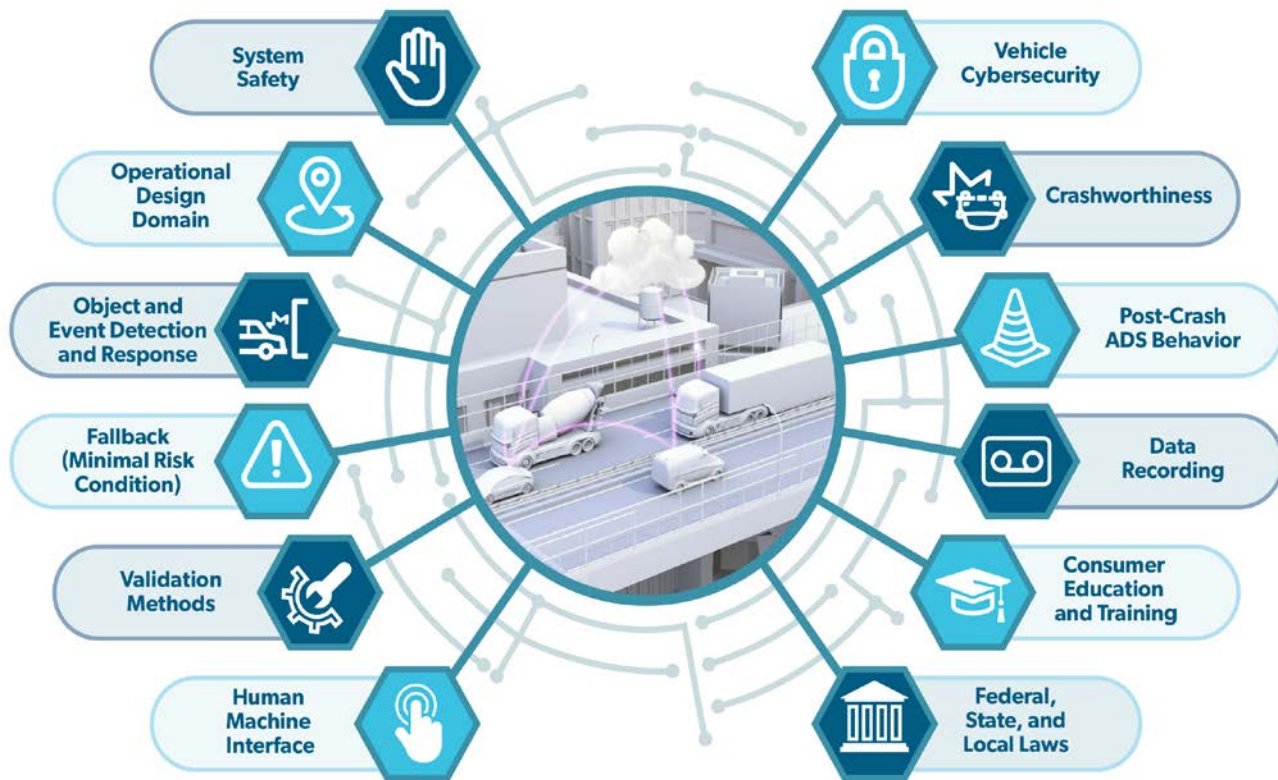 System
Safety
Operational
Design
Domain
Object and
Event Detection
and Response
Fallback
(Minimal Risk
Condition)
Validation
Methods
Human
Machine
Interface
Vehicle
Cybersecurity
Crashworthiness
Post-Crash
ADS Behavior
Data
Recording
Consumer
Education
and Training
Federal,
State, and
Local Laws